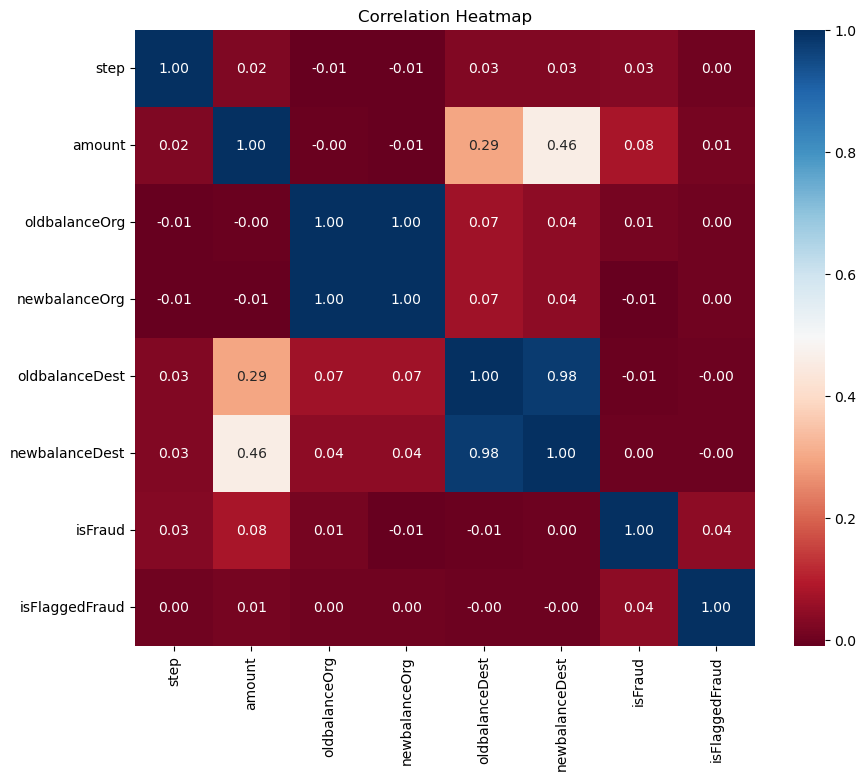 Correlation Heatmap
step 1.00 0.02 -0.01 -0.01 0.03 0.03 0.03 0.00
amount 0.02 1.00 -0.00 -0.01 0.29 0.46 0.08 0.01
oldbalanceOrg -0.01 -0.00 1.00 1.00 0.07 0.04 0.01 0.00
newbalanceOrg -0.01 -0.01 1.00 1.00 0.07 0.04 -0.01 0.00
oldbalanceDest 0.03 0.29 0.07 0.07 1.00 0.98 -0.01 -0.00
newbalanceDest 0.03 0.46 0.04 0.04 0.98 1.00 0.00 -0.00
isFraud 0.03 0.08 0.01 -0.01 -0.01 0.00 1.00 0.04
isFlaggedFraud 0.00 0.01 0.00 0.00 -0.00 -0.00 0.04 1.00
step amount oldbalanceOrg newbalanceOrg oldbalanceDest newbalanceDest isFraud isFlaggedFraud
1.0
0.8
0.6
0.4
0.2
0.0